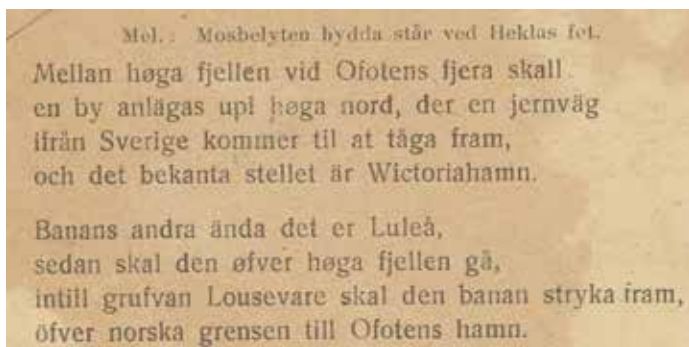 Mel.: Mosbelyten hydda står ved Heklas fot.
Mellan høga fjellen vid Ofotens fjera skall
en by anlägas upi høga nord, der en jernväg
ifrån Sverige kommer til at tåga fram,
och det bekanta stellet är Wictoriahamn.
Banans andra ända det er Luleå,
sedan skal den øfver høga fjellen gå,
intill grufvan Lousevare skal den banan stryka fram,
öfver norska grensen till Ofotens hamn.